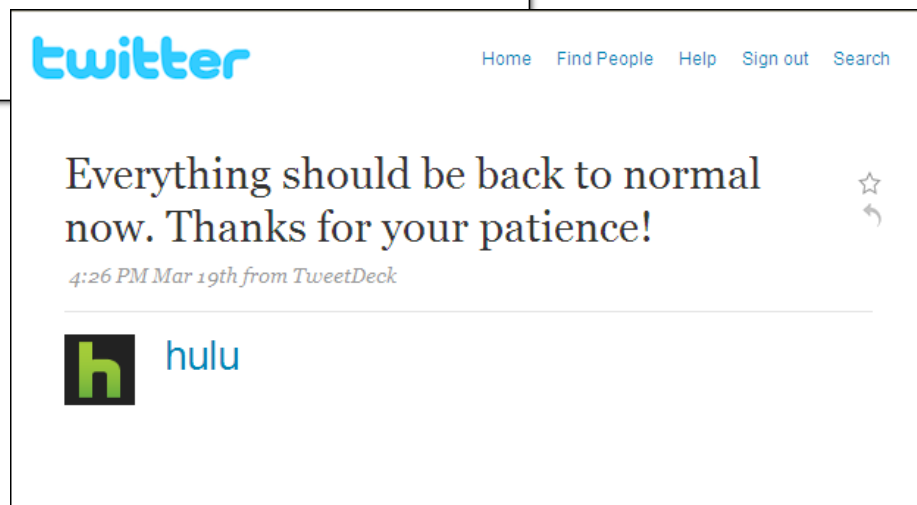 twitter
Home Find People Help Sign out Search
Everything should be back to normal
now. Thanks for your patience!
4:26 PM Mar 19th from TweetDeck
h
hulu